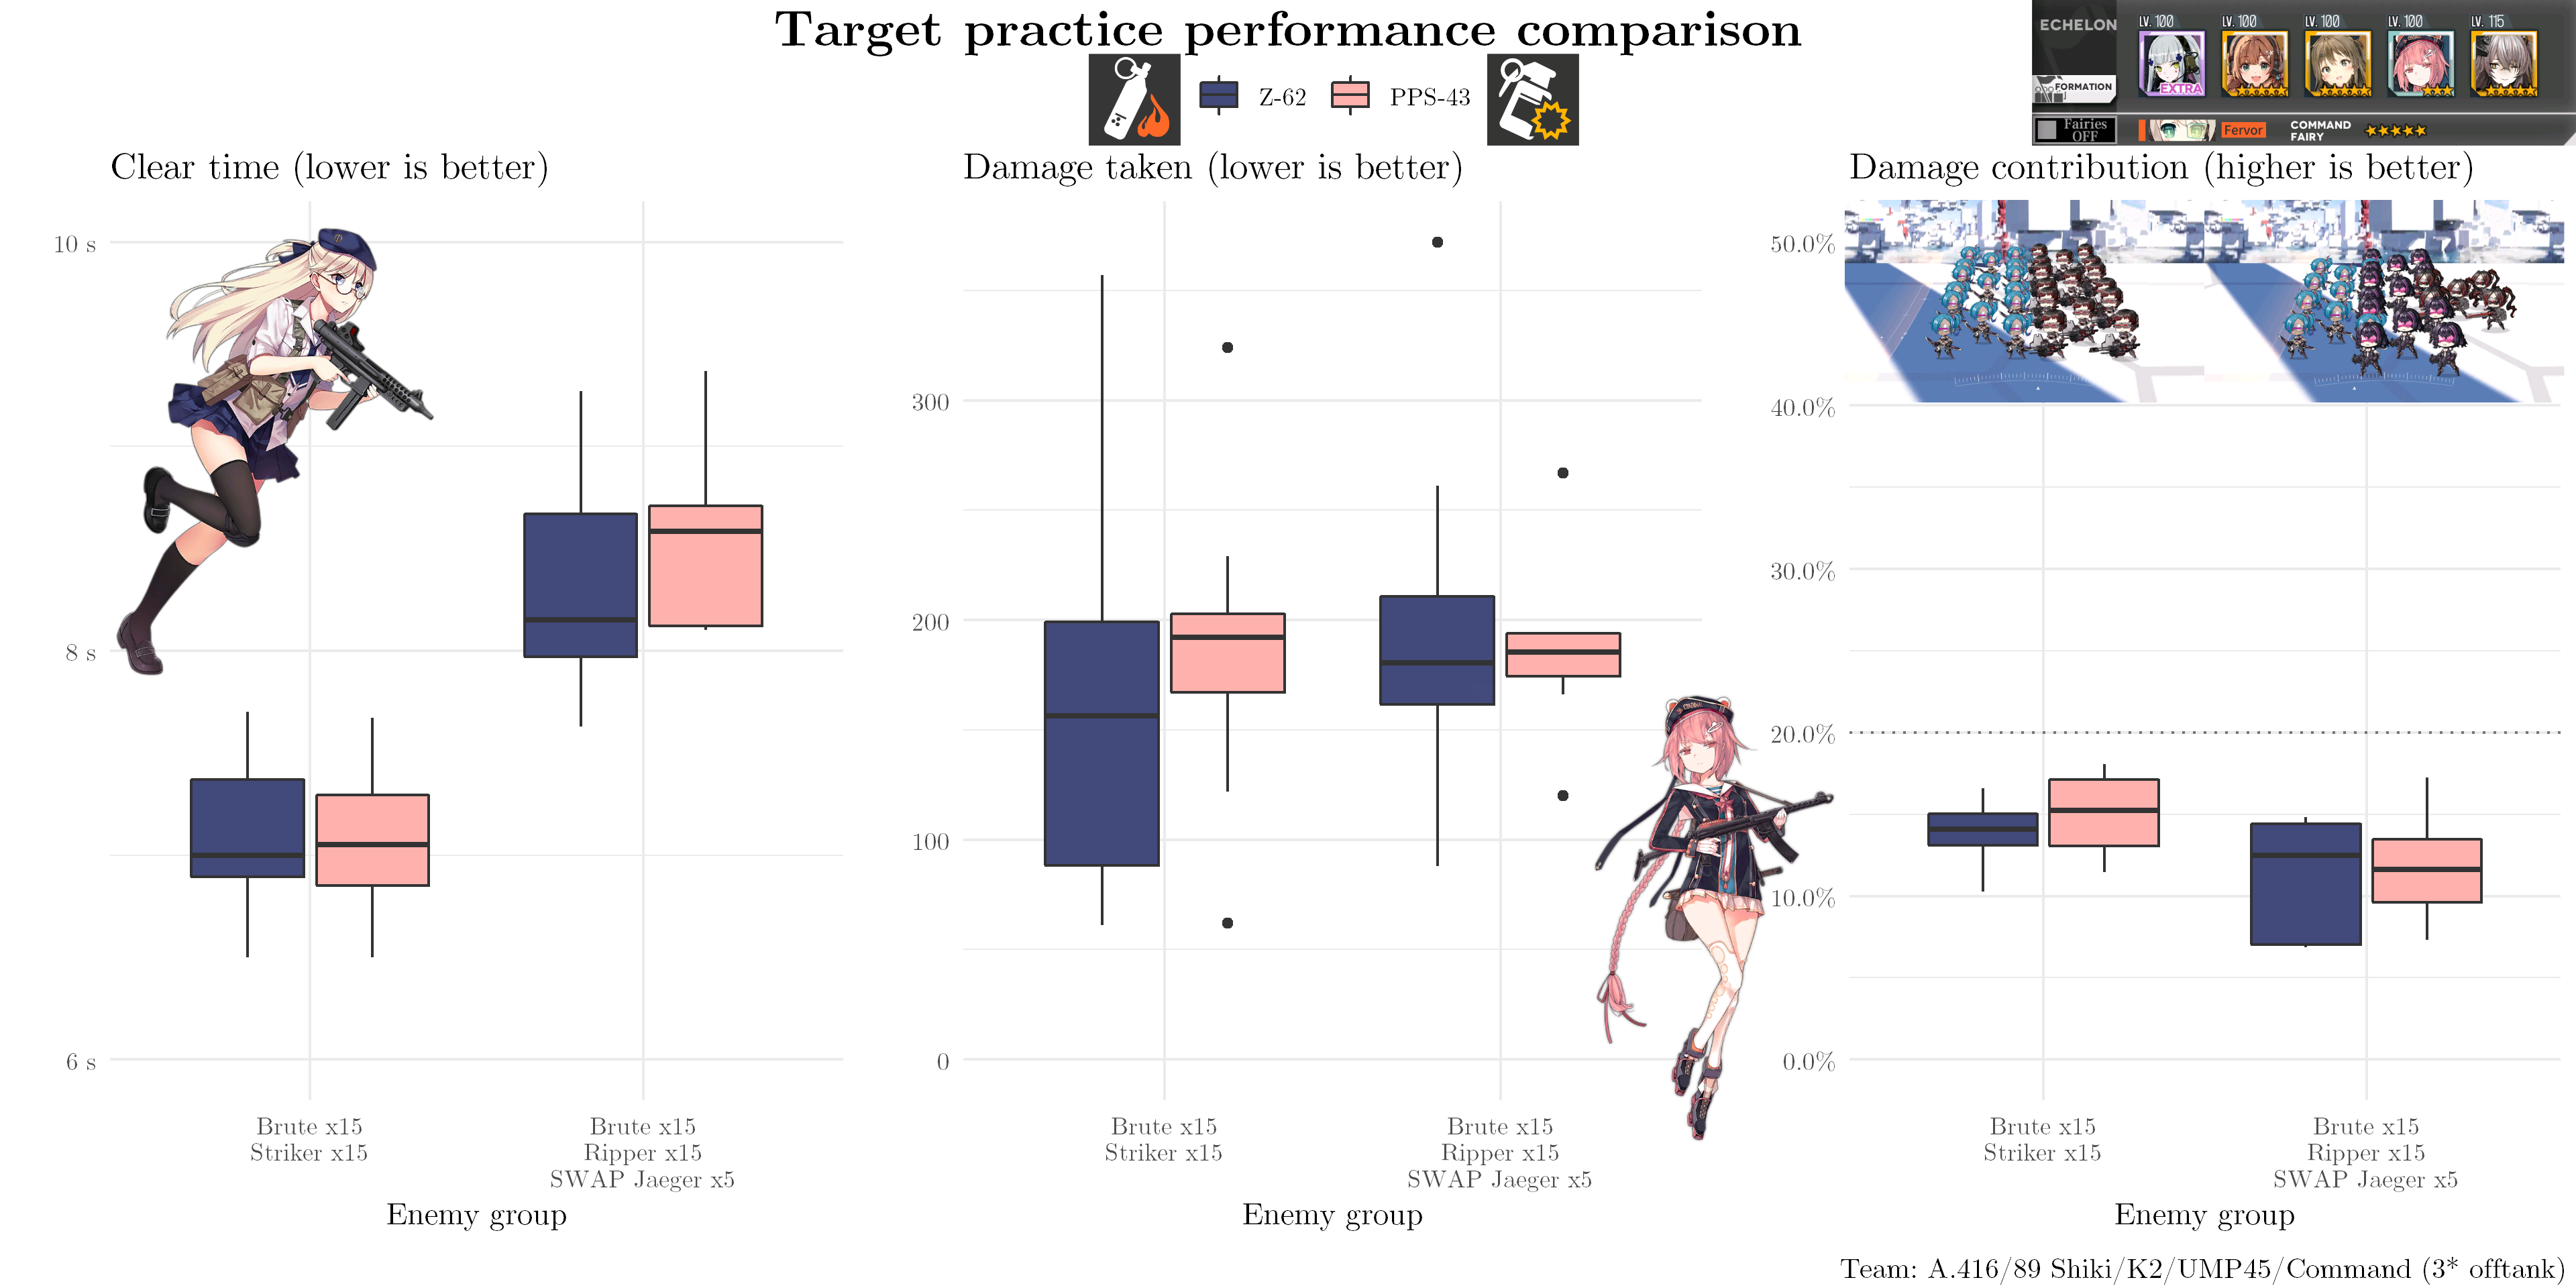 Target practice performance comparison
Z-62
PPS-43
ECHELON
FORMATION
LV. 100
LV. 100
LV. 100
LV. 100
LV. 115
EXTRA
Fairies
OFF
Fervor
COMMAND
FAIRY
Clear time (lower is better)
10 s
8 s
6 s
Brute x15
Striker x15
Brute x15
Ripper x15
SWAP Jaeger x5
Enemy group
Damage taken (lower is better)
300
200
100
0
Brute x15
Striker x15
Brute x15
Ripper x15
SWAP Jaeger x5
Enemy group
Damage contribution (higher is better)
50.0%
40.0%
30.0%
20.0%
10.0%
0.0%
Brute x15
Striker x15
Brute x15
Ripper x15
SWAP Jaeger x5
Enemy group
Team: A.416/89 Shiki/K2/UMP45/Command (3* offtank)